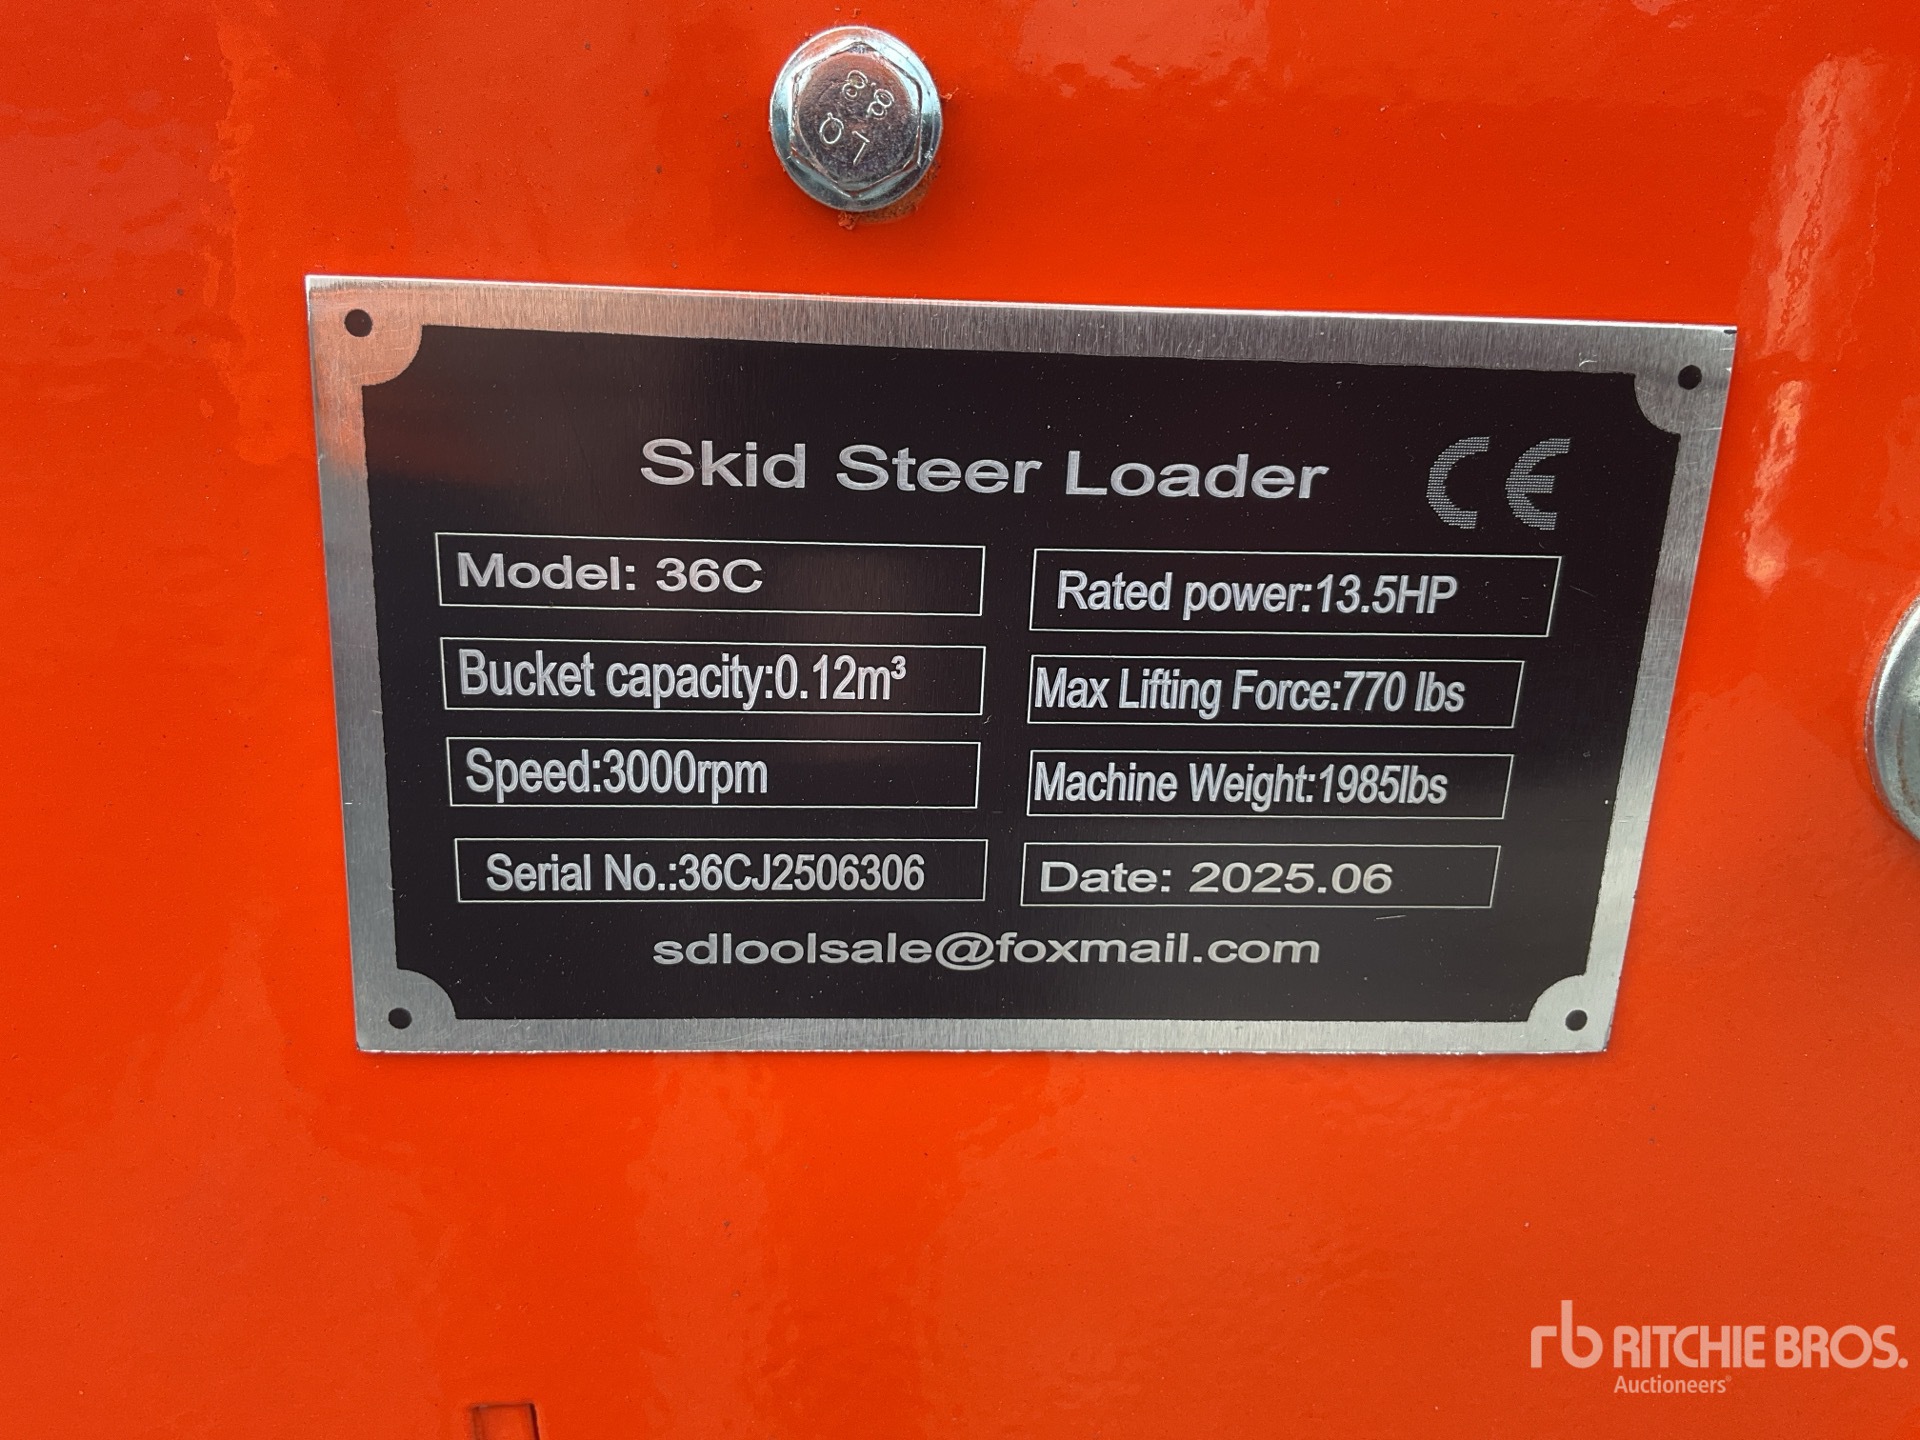 8.8
Skid Steer Loader CE
Model: 36C
Rated power:13.5HP
Bucket capacity:0.12m³
Max Lifting Force:770 lbs
Speed:3000rpm
Machine Weight:1985lbs
Serial No.:36CJ2506306
Date: 2025.06
sdloolsale@foxmail.com
rb RITCHIE BROS.
Auctioneers